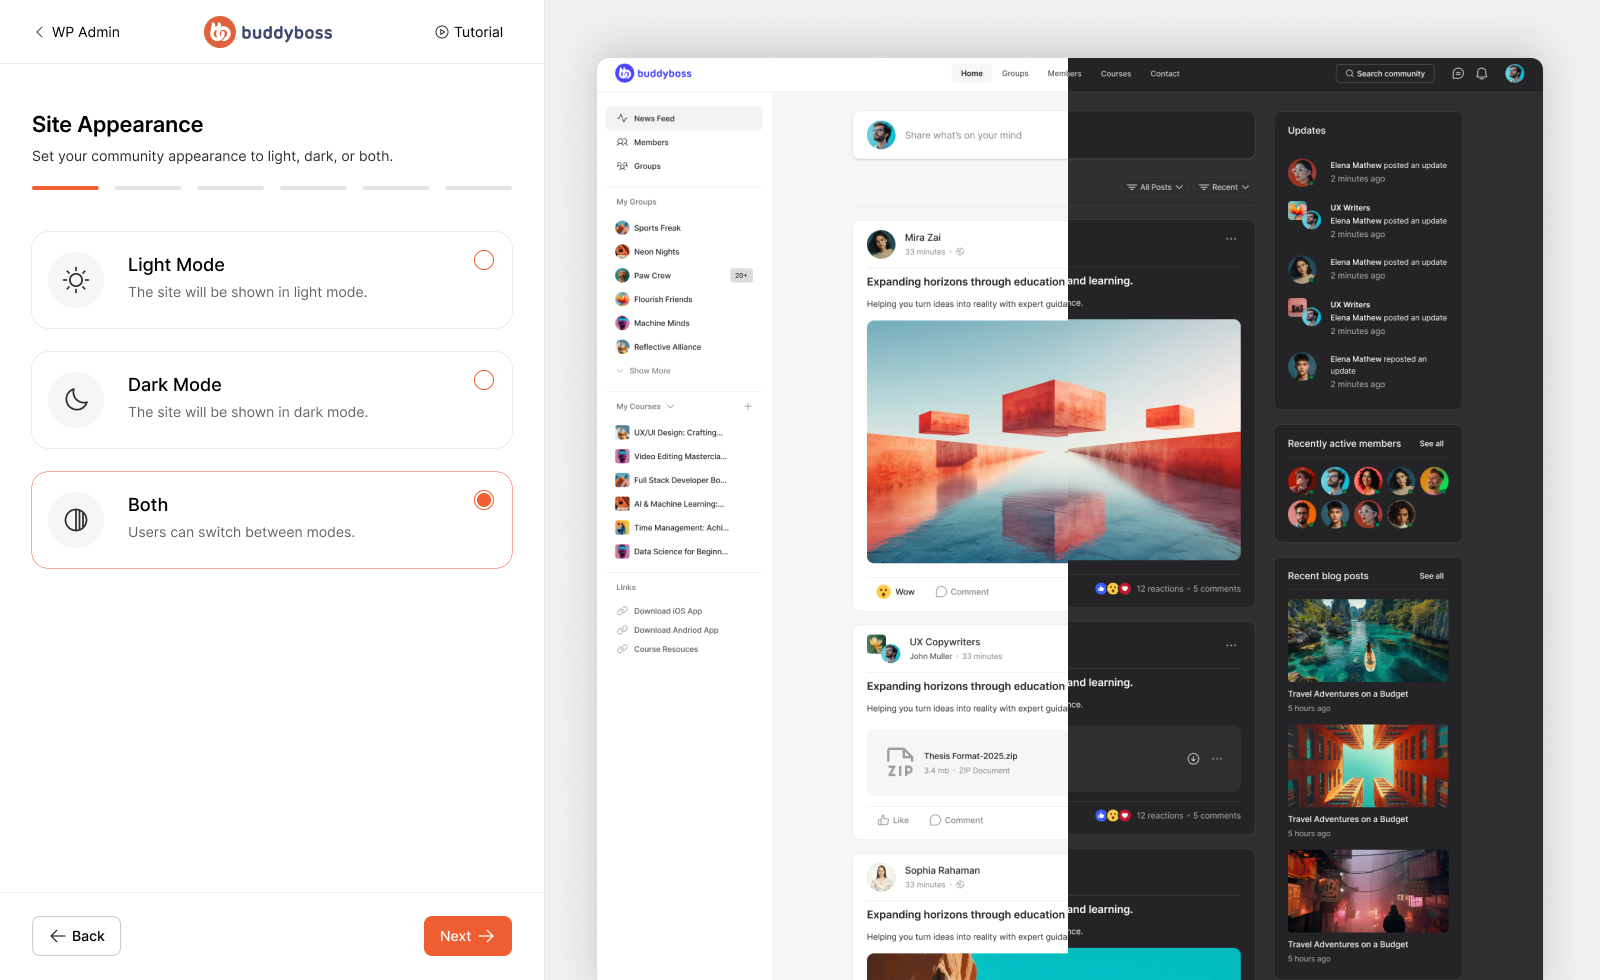 WP Admin
buddyboss
Tutorial
Site Appearance
Set your community appearance to light, dark, or both.
Light Mode
The site will be shown in light mode.
Dark Mode
The site will be shown in dark mode.
Both
Users can switch between modes.
Back
Next
buddyboss
Home
Groups
Members
Courses
Contact
Search community
News Feed
Members
Groups
My Groups
Sports Freak
Neon Nights
Paw Crew
20+
Flourish Friends
Machine Minds
Reflective Alliance
Show More
My Courses
UX/UI Design: Crafting...
Video Editing Mastercla...
Full Stack Developer Bo...
AI & Machine Learning:...
Time Management: Achi...
Data Science for Beginn...
Links
Download iOS App
Download Andriod App
Course Resouces
Share what's on your mind
All Posts
Recent
Mira Zai
33 minutes
Expanding horizons through education and learning.
Helping you turn ideas into reality with expert guidance.
Wow
Comment
12 reactions • 5 comments
UX Copywriters
John Muller • 33 minutes
Expanding horizons through education and learning.
Helping you turn ideas into reality with expert guidance.
ZIP
Thesis Format-2025.zip
3.4 mb • ZIP Document
Like
Comment
12 reactions • 5 comments
Sophia Rahaman
33 minutes
Expanding horizons through education and learning.
Helping you turn ideas into reality with expert guidance.
Updates
Elena Mathew posted an update
2 minutes ago
UX Writers
Elena Mathew posted an update
2 minutes ago
Elena Mathew posted an update
2 minutes ago
UX Writers
Elena Mathew posted an update
2 minutes ago
Elena Mathew reposted an
update
2 minutes ago
Recently active members
See all
Recent blog posts
See all
Travel Adventures on a Budget
5 hours ago
Travel Adventures on a Budget
5 hours ago
Travel Adventures on a Budget
5 hours ago